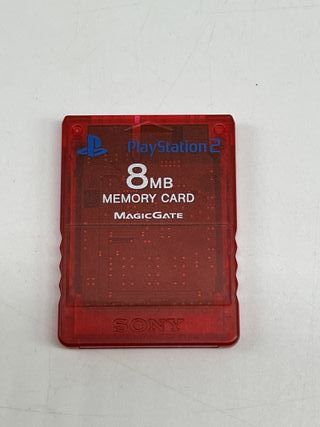 PlayStation 2
8MB
MEMORY CARD
MAGICGATE
SONY